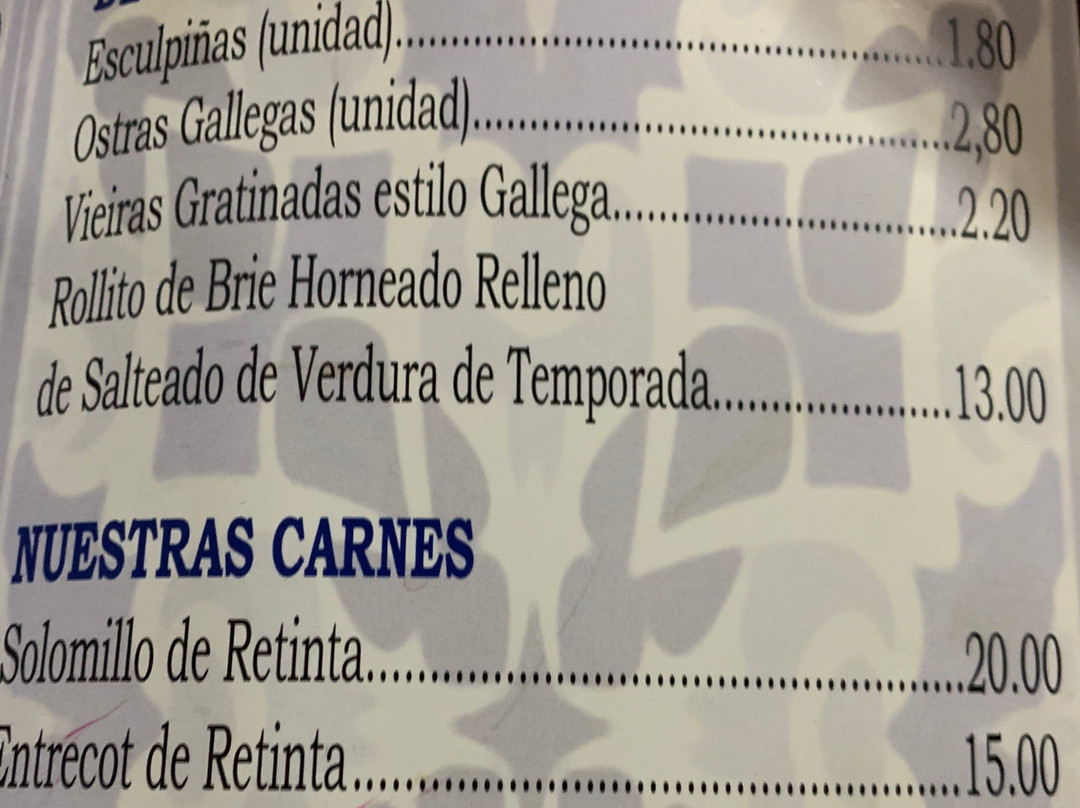 Esculpiñas (unidad)..........................................1.80
Ostras Gallegas (unidad)..........................................2,80
Vieiras Gratinadas estilo Gallega..............................2.20
Rollito de Brie Horneado Relleno
de Salteado de Verdura de Temporada....................13.00
NUESTRAS CARNES
Solomillo de Retinta..................................................20.00
Entrecot de Retinta..................................................15.00